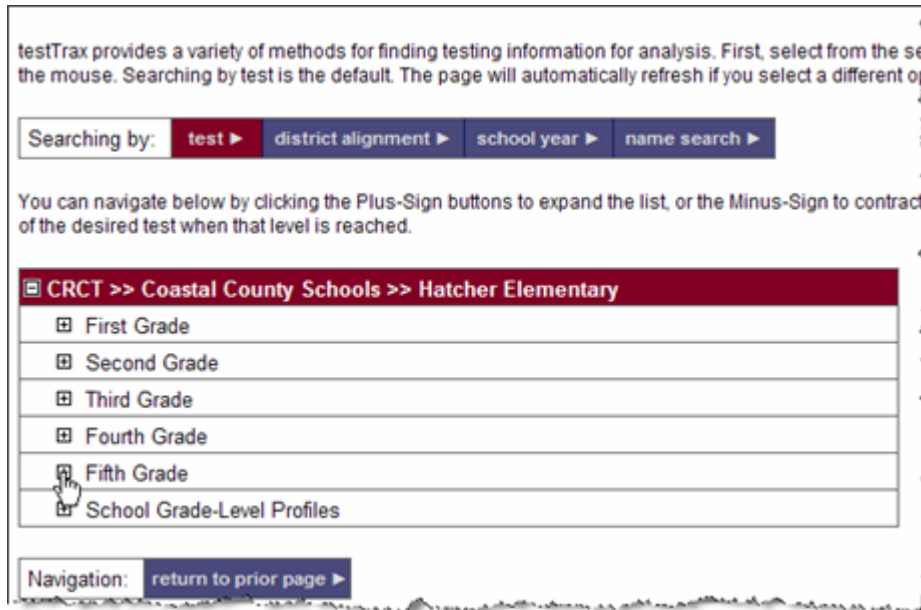 testTrax provides a variety of methods for finding testing information for analysis. First, select from the
the mouse. Searching by test is the default. The page will automatically refresh if you select a different
Searching by: test ► district alignment ► school year ► name search ►
You can navigate below by clicking the Plus-Sign buttons to expand the list, or the Minus-Sign to contract
of the desired test when that level is reached.
CRCT >> Coastal County Schools >> Hatcher Elementary
First Grade
Second Grade
Third Grade
Fourth Grade
Fifth Grade
School Grade-Level Profiles
Navigation: return to prior page ►